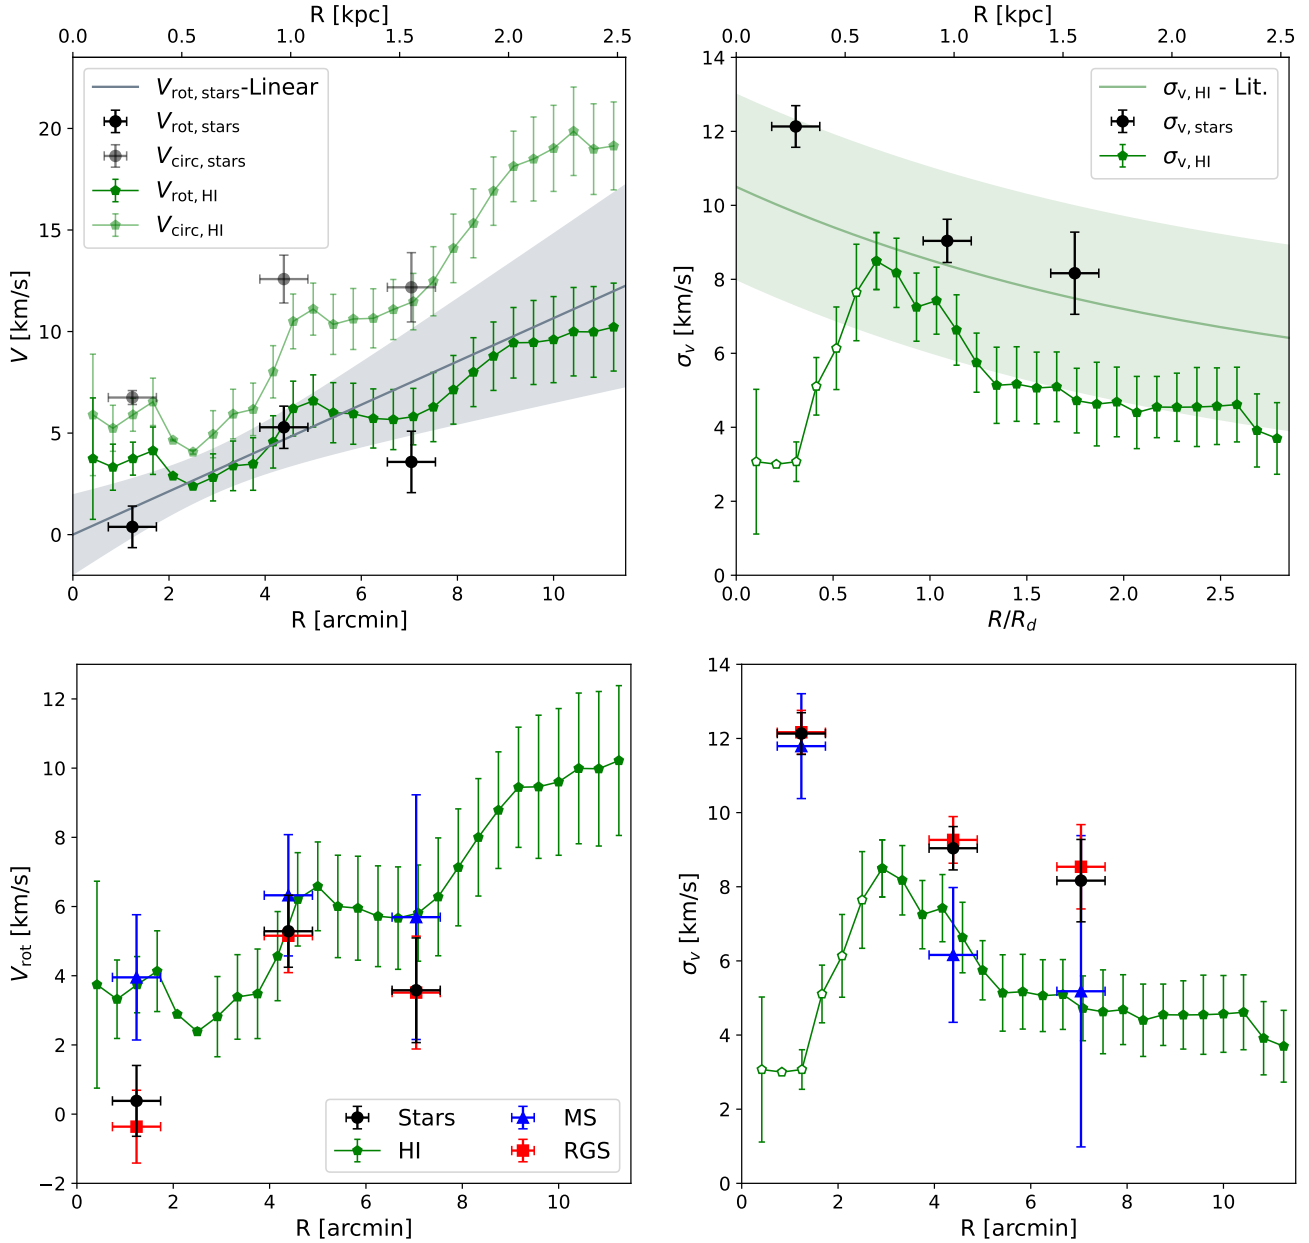 R [kpc]
0.0 0.5 1.0 1.5 2.0 2.5
V_rot, stars-Linear
V_rot, stars
V_circ, stars
V_rot, HI
V_circ, HI
20
15
10
5
0
V [km/s]
0 2 4 6 8 10
R [arcmin]
R [kpc]
0.0 0.5 1.0 1.5 2.0 2.5
σ_v, HI - Lit.
σ_v, stars
σ_v, HI
14
12
10
8
6
4
2
0
σ_v [km/s]
0.0 0.5 1.0 1.5 2.0 2.5
R/R_d
12
10
8
6
4
2
0
−2
V_rot [km/s]
Stars MS
HI RGS
0 2 4 6 8 10
R [arcmin]
14
12
10
8
6
4
2
0
σ_v [km/s]
0 2 4 6 8 10
R [arcmin]